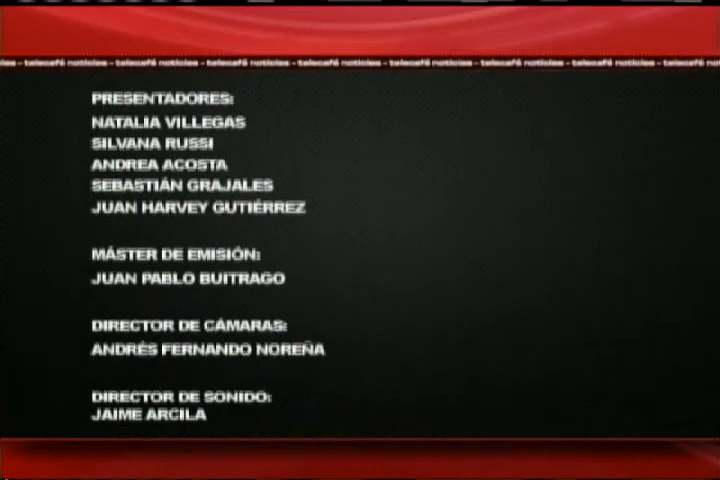 telecafé noticias - telecafé noticias - telecafé noticias - telecafé noticias - telecafé noticias - telecafé noticias - telecafé noticias
PRESENTADORES:
NATALIA VILLEGAS
SILVANA RUSSI
ANDREA ACOSTA
SEBASTIÁN GRAJALES
JUAN HARVEY GUTIÉRREZ
MÁSTER DE EMISIÓN:
JUAN PABLO BUITRAGO
DIRECTOR DE CÁMARAS:
ANDRÉS FERNANDO NOREÑA
DIRECTOR DE SONIDO:
JAIME ARCILA